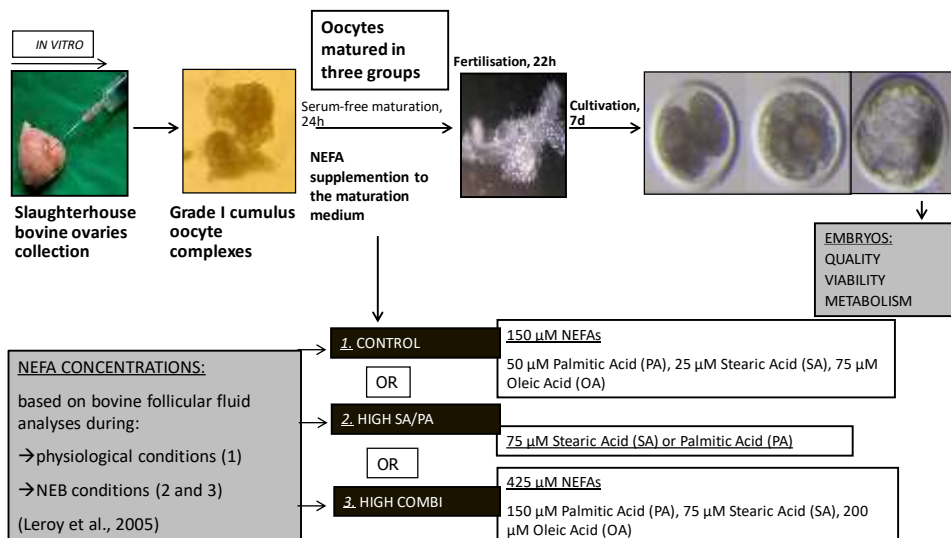 IN VITRO
Oocytes
matured in
three groups
Serum-free maturation,
24h
Fertilisation, 22h
Cultivation,
7d
NEFA
supplemention to
the maturation
medium
Slaughterhouse
bovine ovaries
collection
Grade I cumulus
oocyte
complexes
EMBRYOS:
QUALITY
VIABILITY
METABOLISM
NEFA CONCENTRATIONS:
based on bovine follicular fluid
analyses during:
→physiological conditions (1)
→NEB conditions (2 and 3)
(Leroy et al., 2005)
1. CONTROL
150 µM NEFAs
50 µM Palmitic Acid (PA), 25 µM Stearic Acid (SA), 75 µM
Oleic Acid (OA)
OR
2. HIGH SA/PA
75 µM Stearic Acid (SA) or Palmitic Acid (PA)
OR
3. HIGH COMBI
425 µM NEFAs
150 µM Palmitic Acid (PA), 75 µM Stearic Acid (SA), 200
µM Oleic Acid (OA)